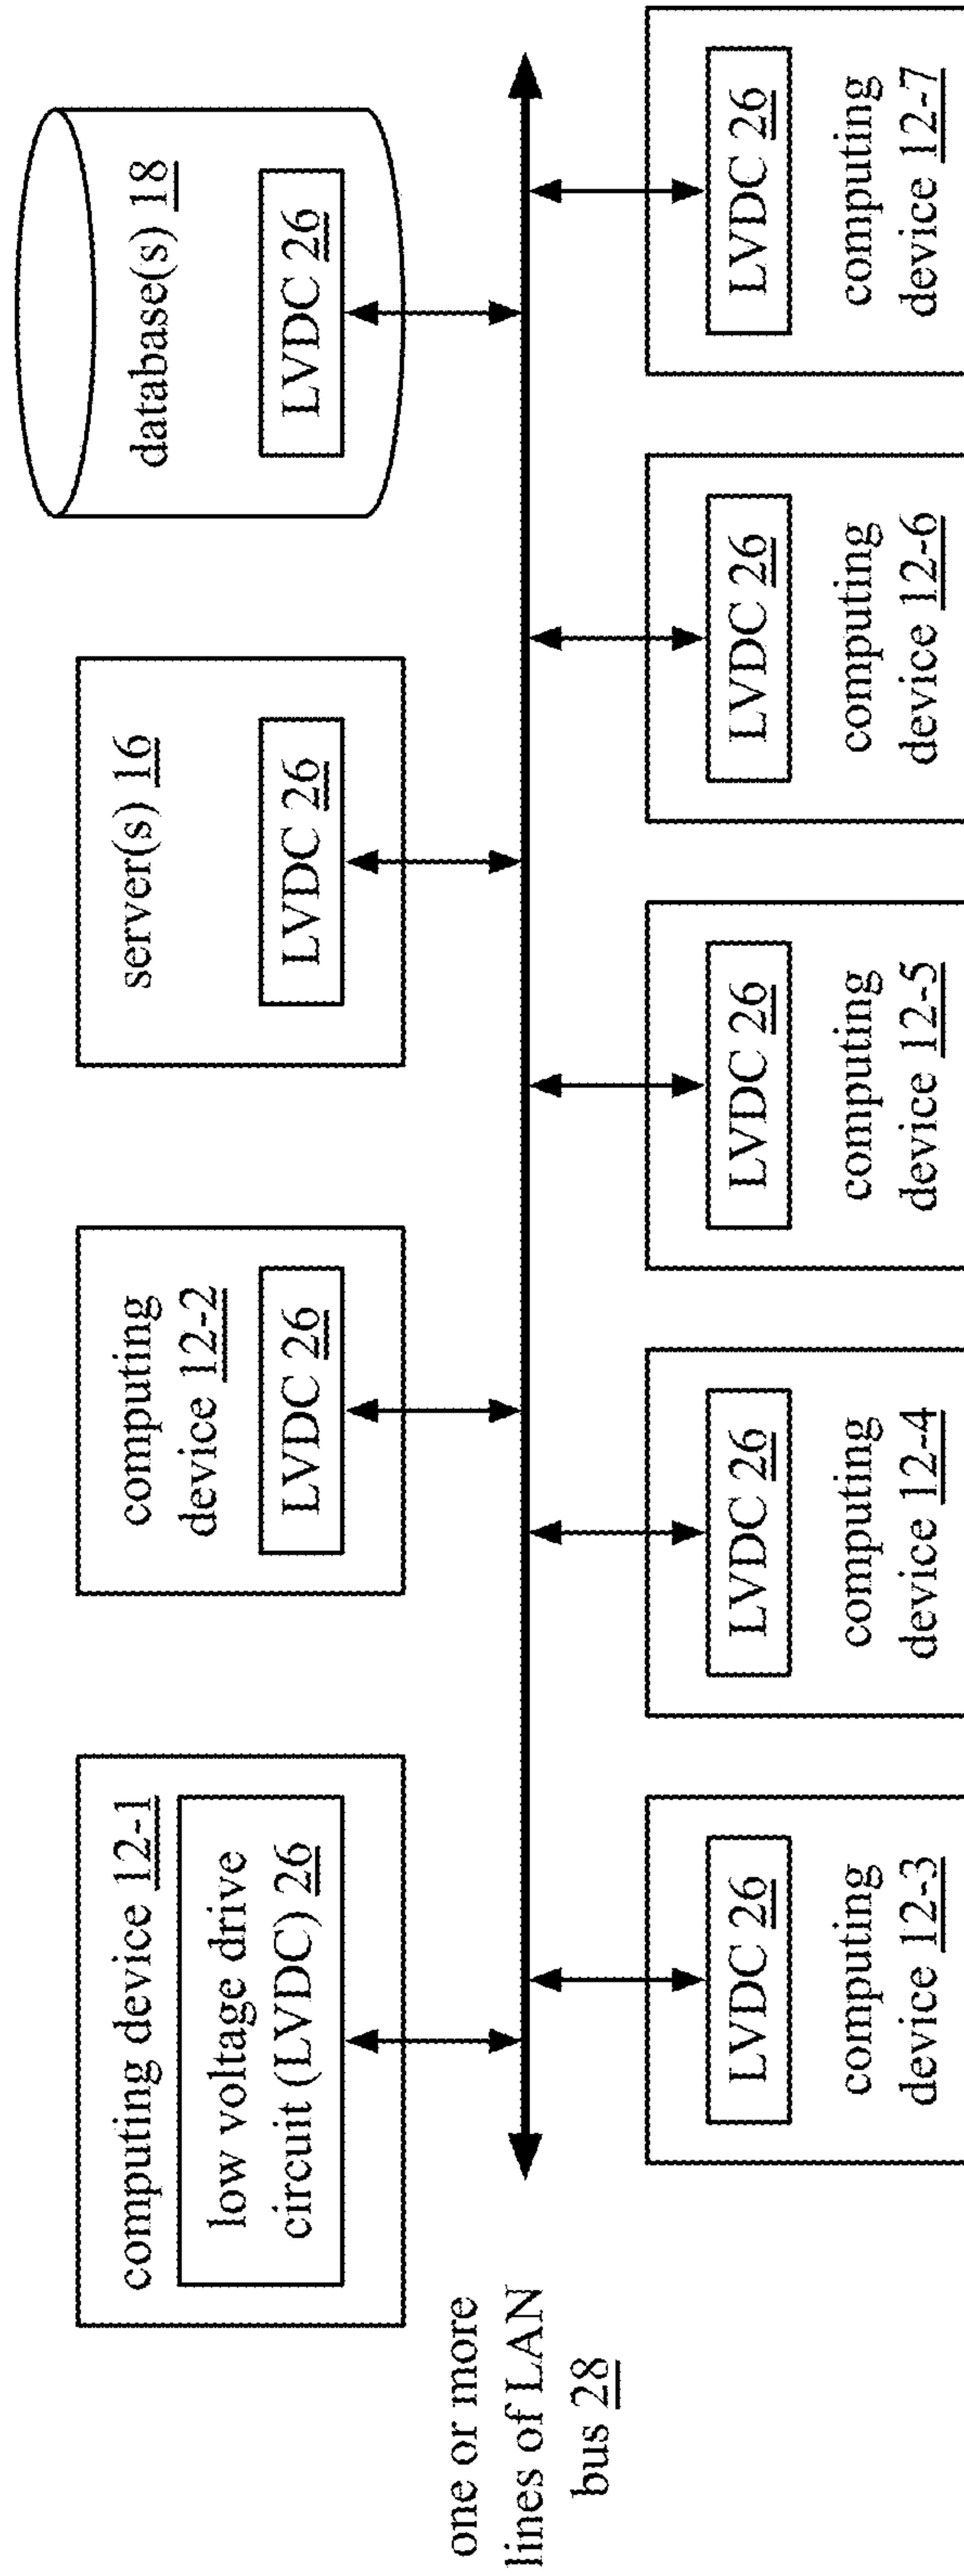 computing device 12-1
low voltage drive
circuit (LVDC) 26
computing
device 12-2
LVDC 26
server(s) 16
LVDC 26
database(s) 18
LVDC 26
one or more
lines of LAN
bus 28
LVDC 26
computing
device 12-3
LVDC 26
computing
device 12-4
LVDC 26
computing
device 12-5
LVDC 26
computing
device 12-6
LVDC 26
computing
device 12-7